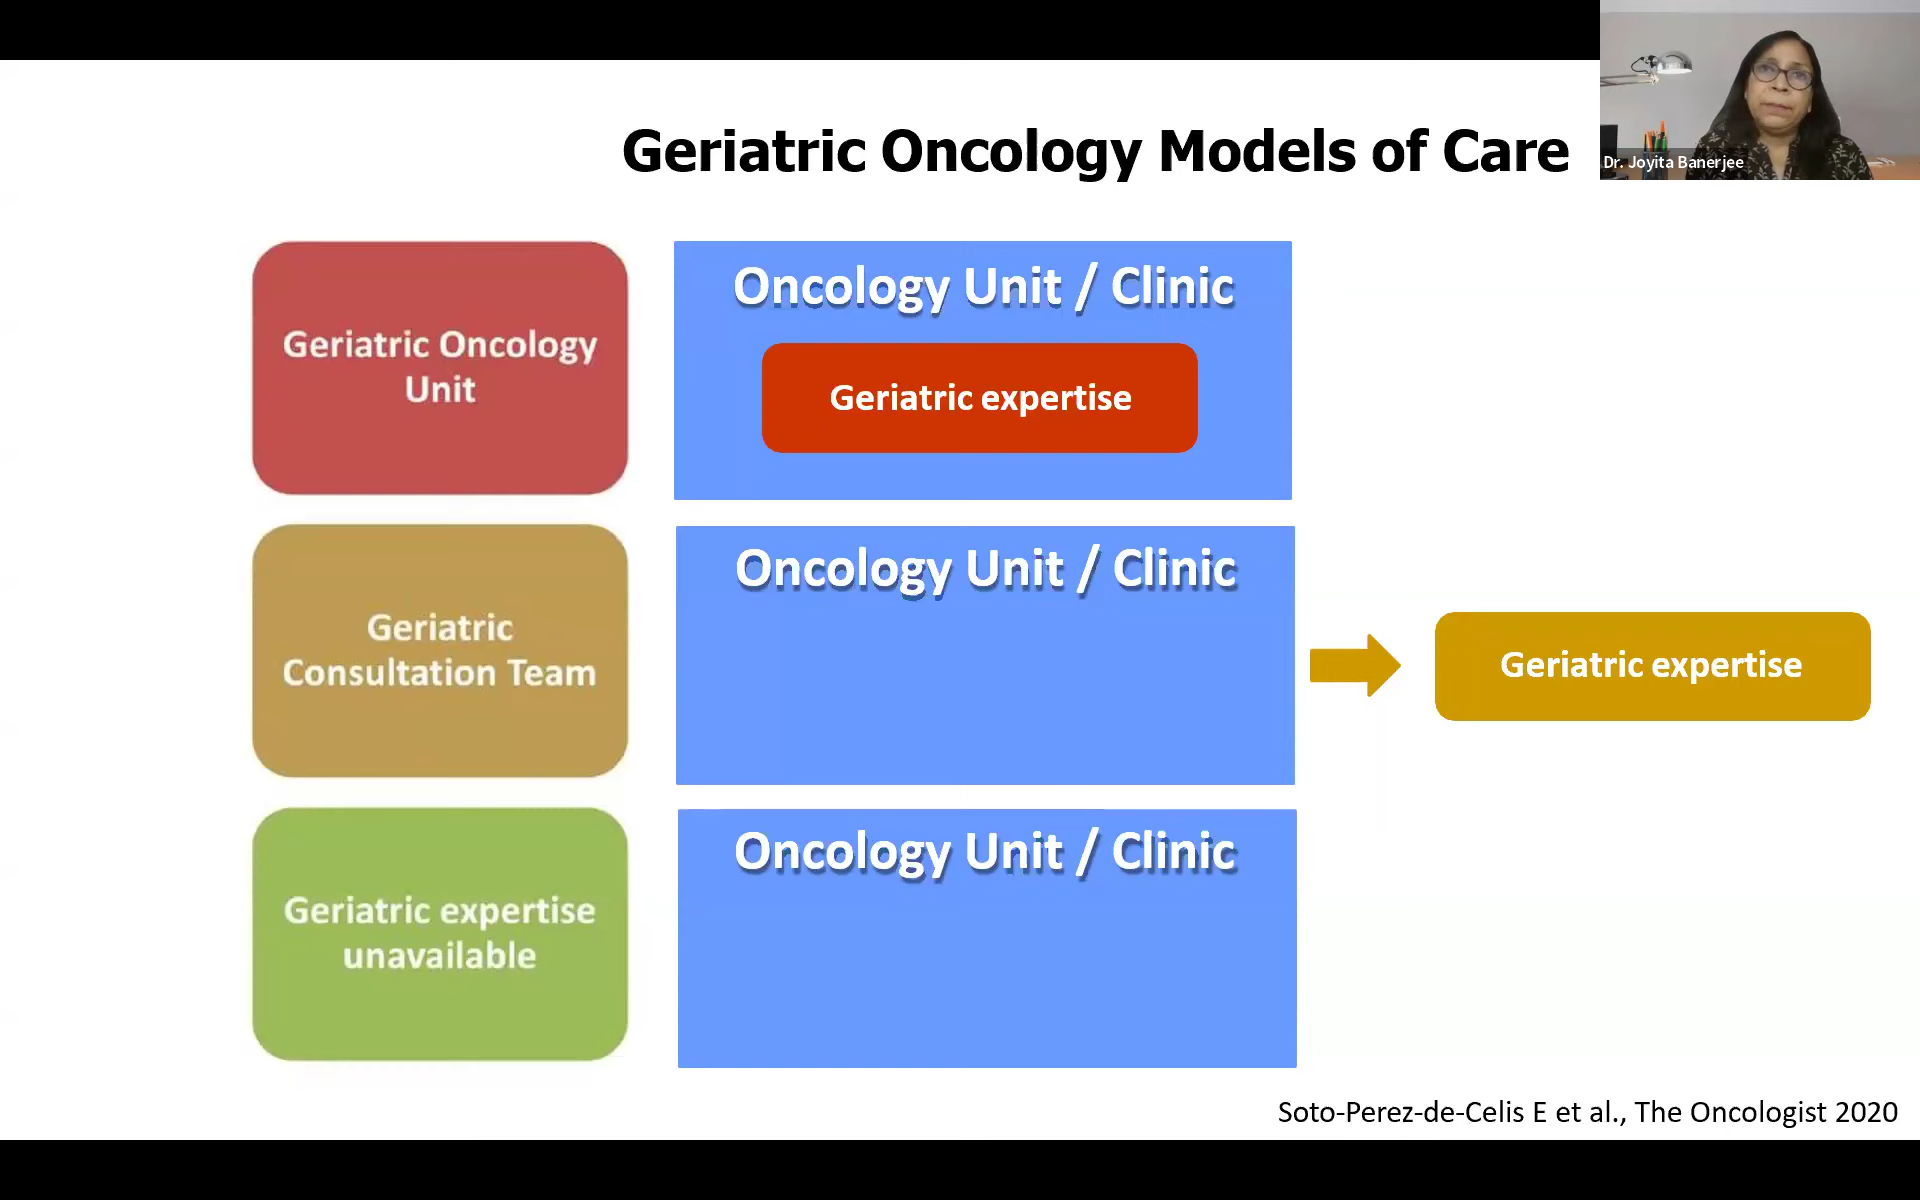 Geriatric Oncology Models of Care
Dr. Joyita Banerjee
Geriatric Oncology
Unit
Oncology Unit / Clinic
Geriatric expertise
Geriatric
Consultation Team
Oncology Unit / Clinic
Geriatric expertise
Geriatric expertise
unavailable
Oncology Unit / Clinic
Soto-Perez-de-Celis E et al., The Oncologist 2020